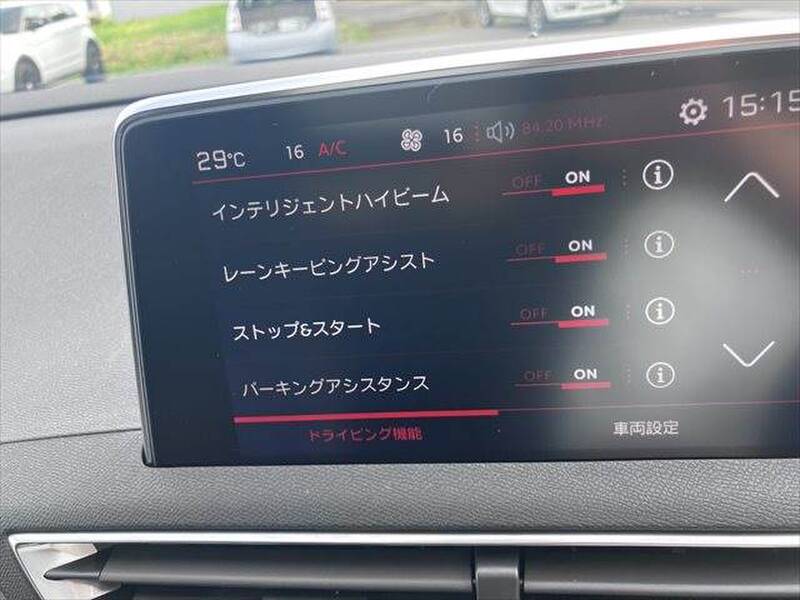 29°C 16 A/C 16 84.20 MHz 15:15
インテリジェントハイビーム OFF ON
レーンキーピングアシスト OFF ON
ストップ&スタート OFF ON
パーキングアシスタンス OFF ON
ドライビング機能 車両設定